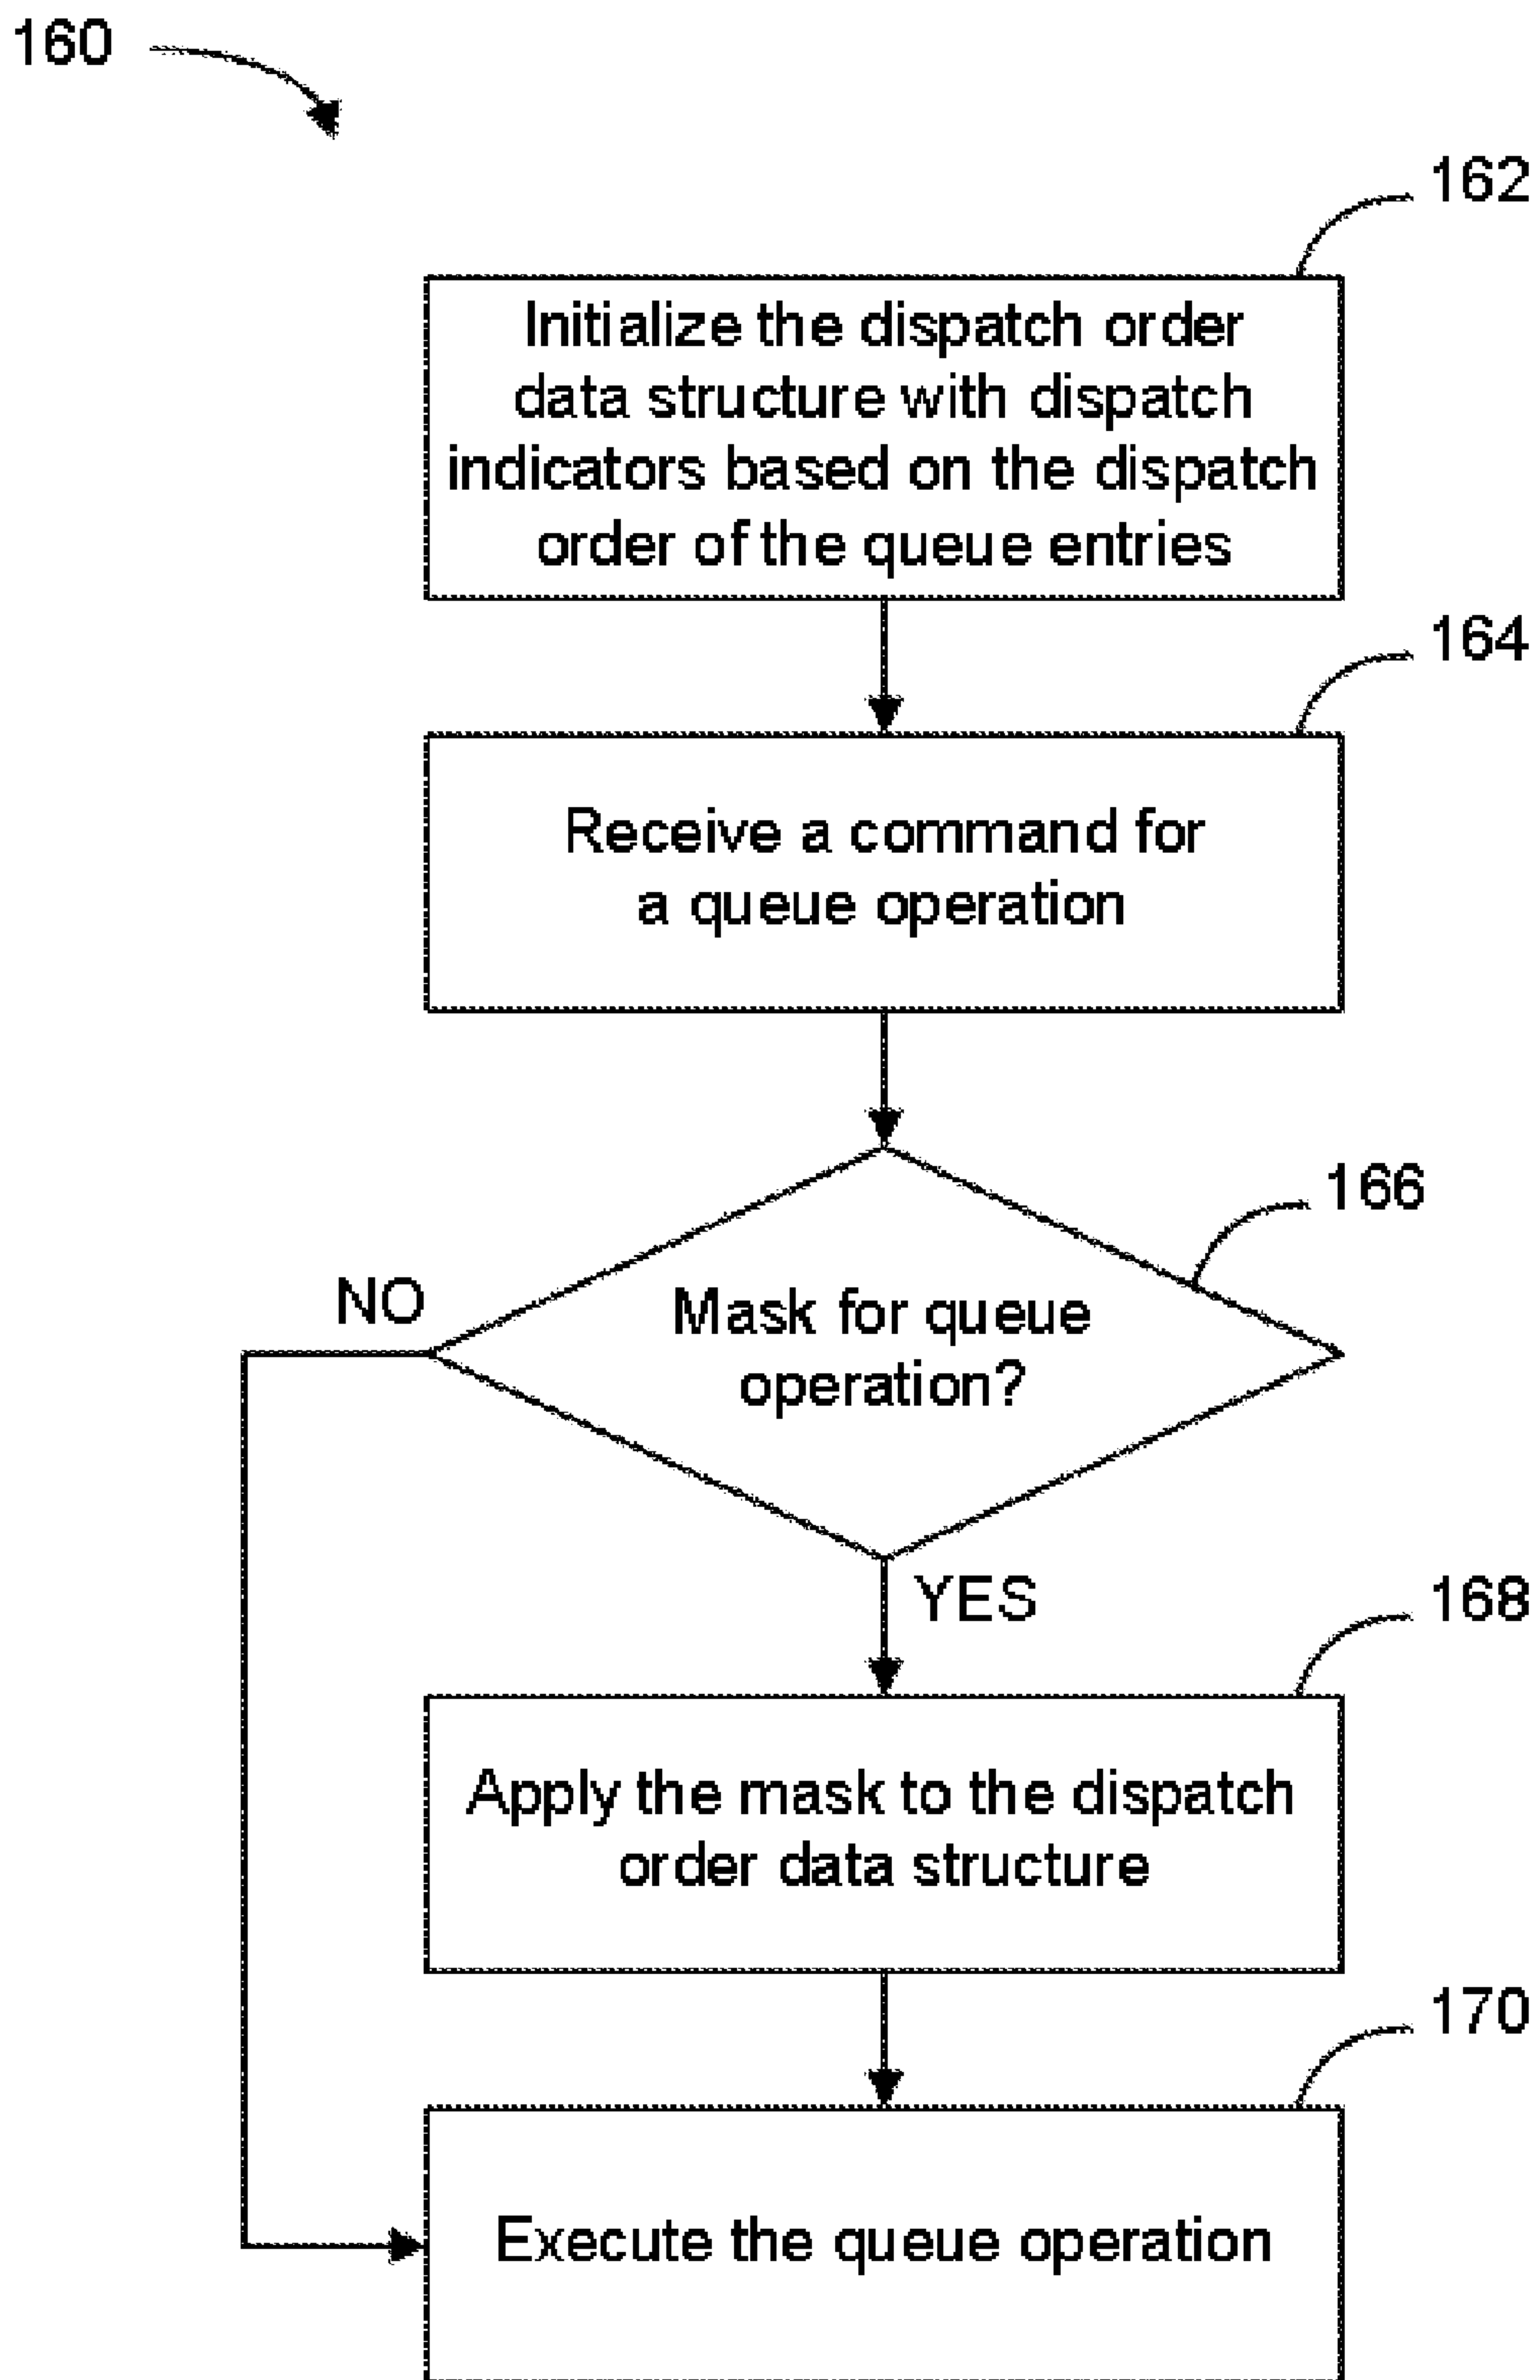 160
162
Initialize the dispatch order
data structure with dispatch
indicators based on the dispatch
order of the queue entries
164
Receive a command for
a queue operation
166
NO
Mask for queue
operation?
YES
168
Apply the mask to the dispatch
order data structure
170
Execute the queue operation